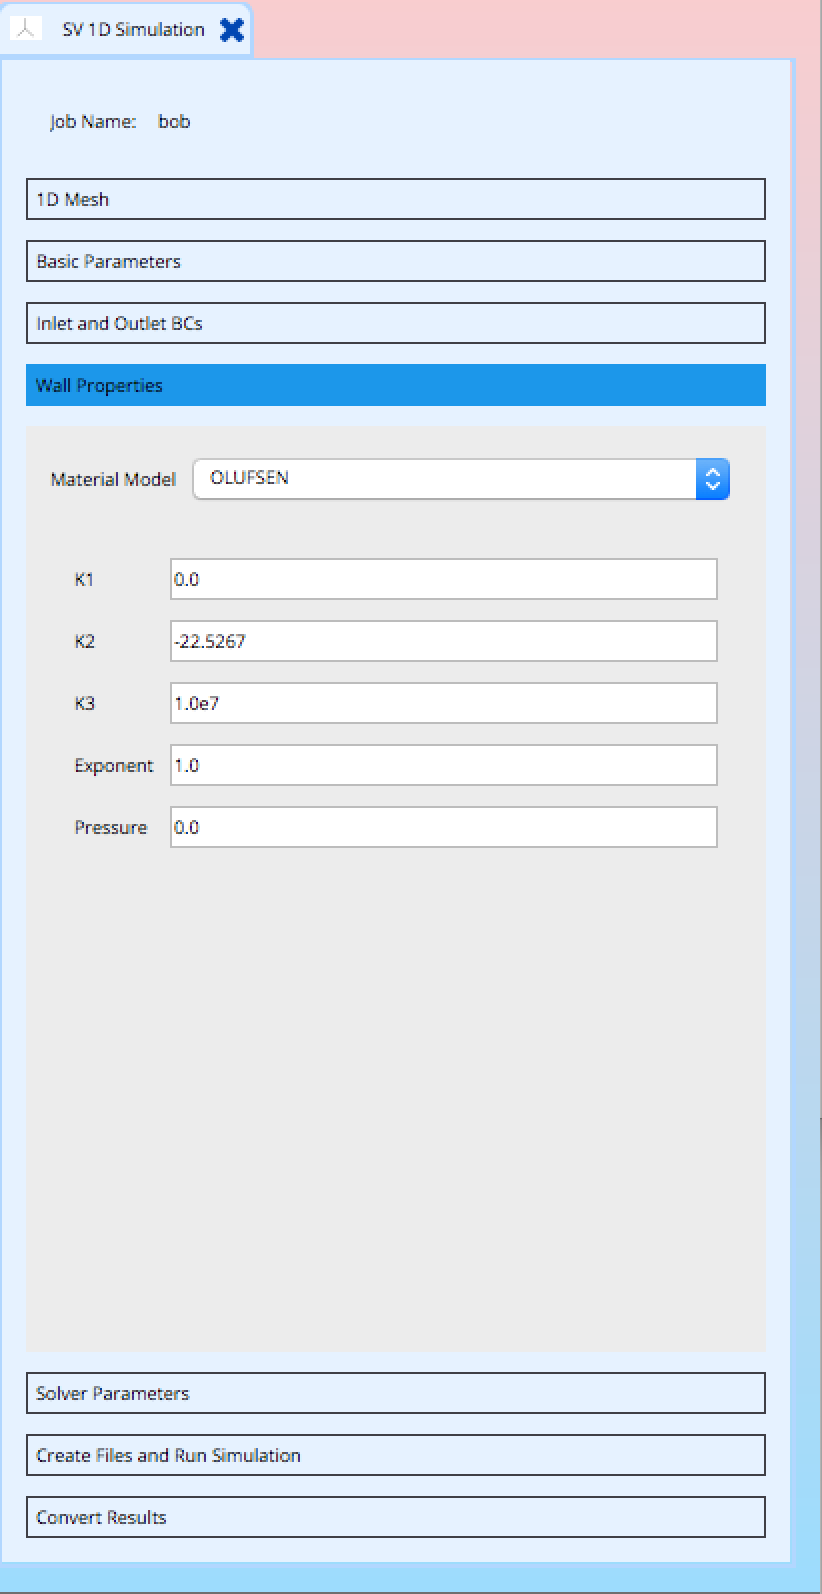 SV 1D Simulation
Job Name: bob
1D Mesh
Basic Parameters
Inlet and Outlet BCs
Wall Properties
Material Model OLUFSEN
K1 0.0
K2 -22.5267
K3 1.0e7
Exponent 1.0
Pressure 0.0
Solver Parameters
Create Files and Run Simulation
Convert Results